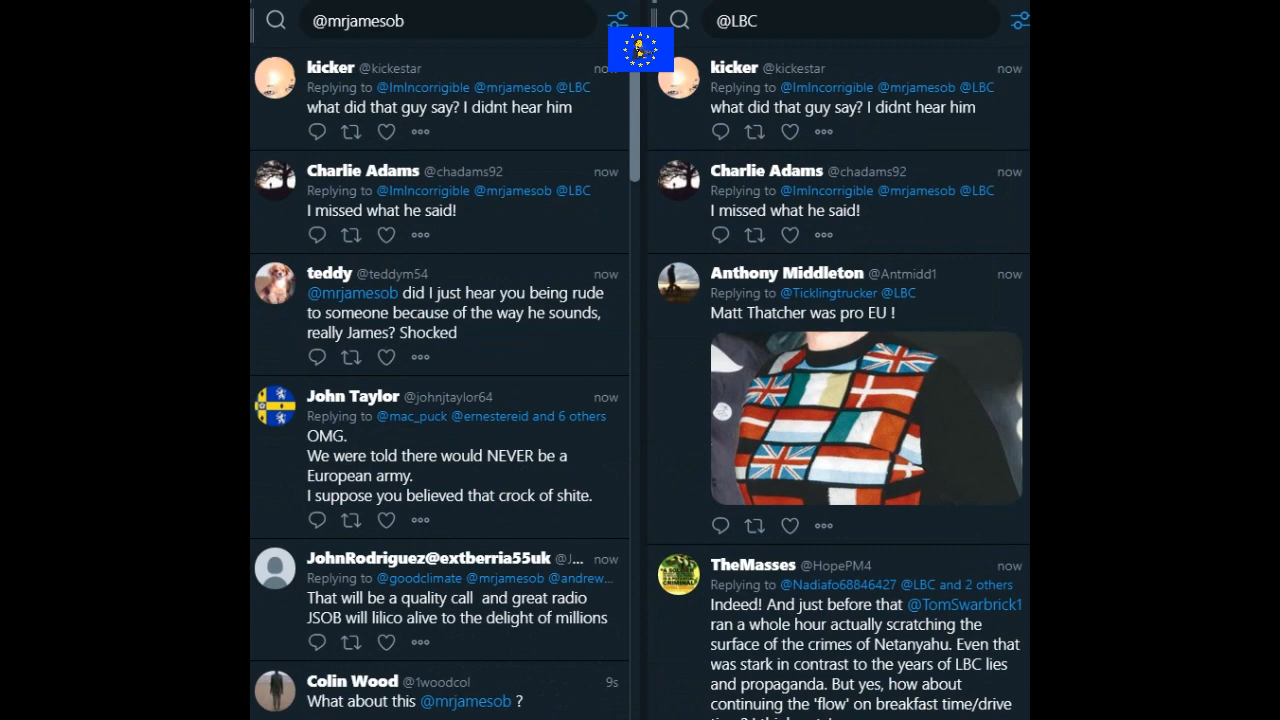 @mrjamesob
kicker @kickestar now
Replying to @ImIncorrigible @mrjamesob @LBC
what did that guy say? I didnt hear him
Charlie Adams @chadams92 now
Replying to @ImIncorrigible @mrjamesob @LBC
I missed what he said!
teddy @teddym54 now
@mrjamesob did I just hear you being rude
to someone because of the way he sounds,
really James? Shocked
John Taylor @johnjtaylor64 now
Replying to @mac_puck @ernestereid and 6 others
OMG.
We were told there would NEVER be a
European army.
I suppose you believed that crock of shite.
JohnRodriguez@extberria55uk @J... now
Replying to @goodclimate @mrjamesob @andrew...
That will be a quality call and great radio
JSOB will lilico alive to the delight of millions
Colin Wood @1woodcol 9s
What about this @mrjamesob ?
@LBC
kicker @kickestar now
Replying to @ImIncorrigible @mrjamesob @LBC
what did that guy say? I didnt hear him
Charlie Adams @chadams92 now
Replying to @ImIncorrigible @mrjamesob @LBC
I missed what he said!
Anthony Middleton @Antmidd1 now
Replying to @Ticklingtrucker @LBC
Matt Thatcher was pro EU !
TheMasses @HopePM4 now
Replying to @Nadiafo68846427 @LBC and 2 others
Indeed! And just before that @TomSwarbrick1
ran a whole hour actually scratching the
surface of the crimes of Netanyahu. Even that
was stark in contrast to the years of LBC lies
and propaganda. But yes, how about
continuing the 'flow' on breakfast time/drive